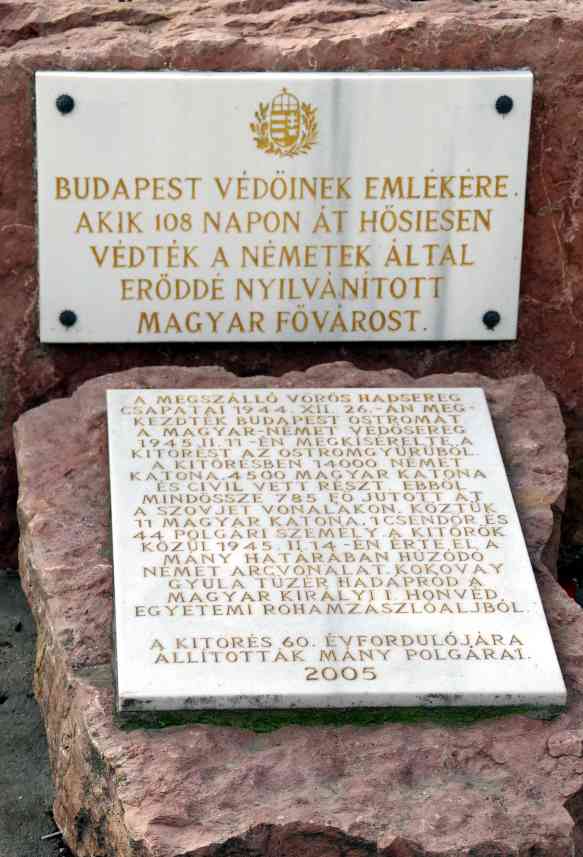 BUDAPEST VÉDŐINEK EMLÉKÉRE.
AKIK 108 NAPON ÁT HŐSIESEN
VÉDTÉK A NÉMETEK ÁLTAL
ERŐDDÉ NYILVÁNÍTOTT
MAGYAR FŐVÁROST.
A MEGSZÁLLÓ VÖRÖS HADSEREG
CSAPATAI 1944. XII. 26.-ÁN MEG-
KEZDTÉK BUDAPEST OSTROMÁT
A MAGYAR-NÉMET VÉDŐSEREG
1945 II. 11-ÉN MEGKÍSÉRELTE A
KITÖRÉST AZ OSTROMGYŰRŰBŐL.
A KITÖRÉSBEN 14000 NÉMET
KATONA, 4500 MAGYAR KATONA
ÉS CIVIL VETT RÉSZT. EBBŐL
MINDÖSSZE 785 FŐ JUTOTT ÁT
A SZOVJET VONALAKON. KÖZTÜK
11 MAGYAR KATONA, 1 CSENDŐR ÉS
44 POLGÁRI SZEMÉLY. A KITÖRŐK
KÖZÜL 1945. II. 14-ÉN ÉRTE EL A
MÁNY HATÁRÁBAN HÚZÓDÓ
NÉMET ARCVONALAT KOKOVAY
GYULA TÜZÉR HADAPRÓD A
MAGYAR KIRÁLYI I. HONVÉD
EGYETEMI ROHAMZÁSZLÓALJBÓL.
A KITÖRÉS 60. ÉVFORDULÓJÁRA
ÁLLÍTOTTÁK MÁNY POLGÁRAI.
2005